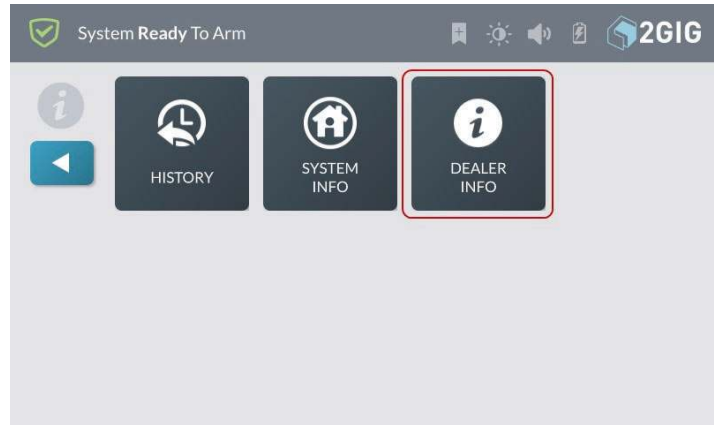 System Ready To Arm
2GIG
HISTORY
SYSTEM
INFO
DEALER
INFO